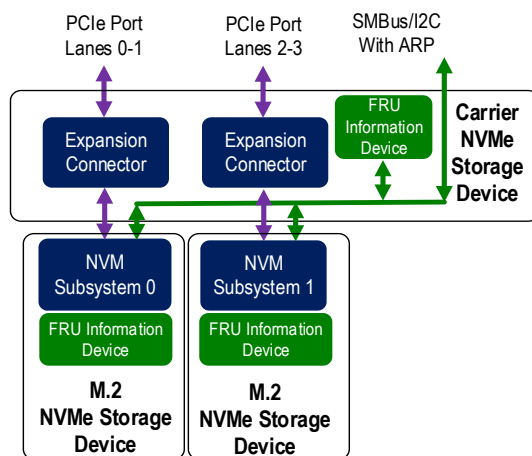 PCIe Port
Lanes 0-1
PCIe Port
Lanes 2-3
SMBus/I2C
With ARP
Expansion
Connector
Expansion
Connector
FRU
Information
Device
Carrier
NVMe
Storage
Device
NVM
Subsystem 0
FRU Information
Device
M.2
NVMe Storage
Device
NVM
Subsystem 1
FRU Information
Device
M.2
NVMe Storage
Device